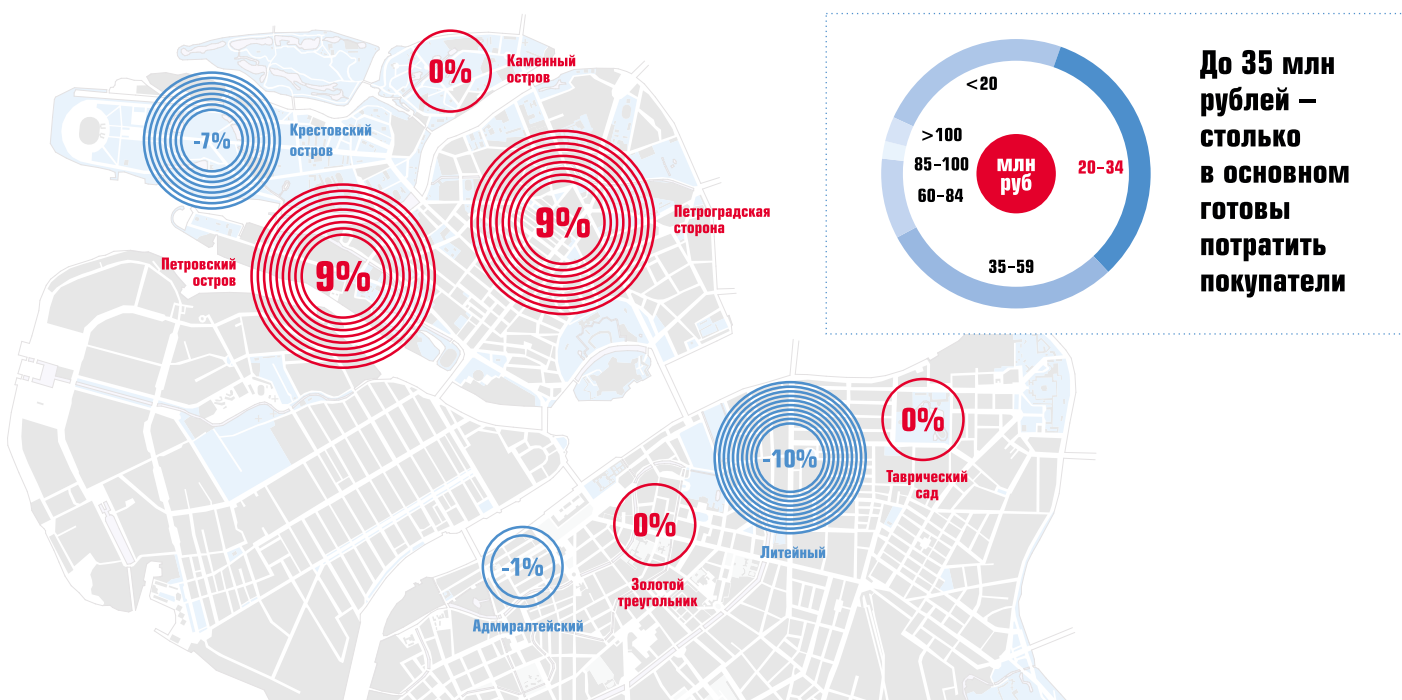 0%
Каменный
остров
-7%
Крестовский
остров
9%
Петроградская
сторона
Петровский
остров
9%
<20
>100
85–100
60–84
35–59
20–34
млн
руб
До 35 млн
рублей –
столько
в основном
готовы
потратить
покупатели
0%
Таврический
сад
-10%
Литейный
0%
Золотой
треугольник
-1%
Адмиралтейский